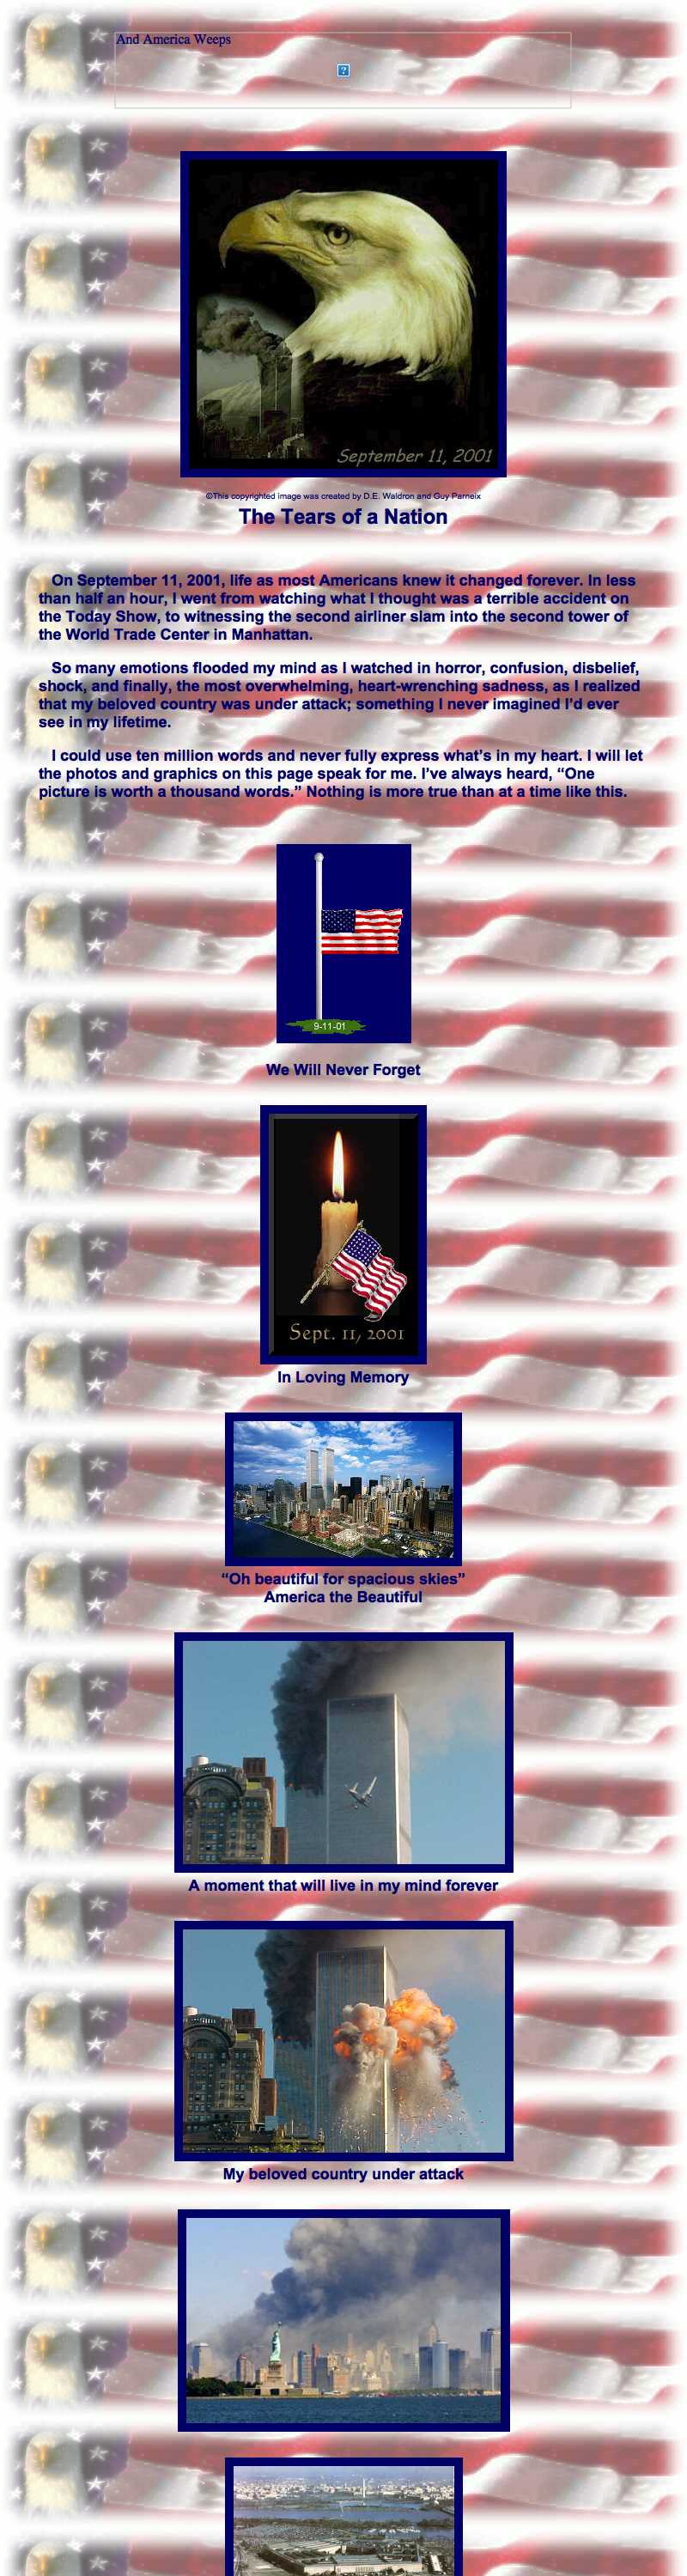 And America Weeps
September 11, 2001
©This copyrighted image was created by D.E. Waldron and Guy Parneix
The Tears of a Nation
On September 11, 2001, life as most Americans knew it changed forever. In less
than half an hour, I went from watching what I thought was a terrible accident on
the Today Show, to witnessing the second airliner slam into the second tower of
the World Trade Center in Manhattan.
So many emotions flooded my mind as I watched in horror, confusion, disbelief,
shock, and finally, the most overwhelming, heart-wrenching sadness, as I realized
that my beloved country was under attack; something I never imagined I’d ever
see in my lifetime.
I could use ten million words and never fully express what’s in my heart. I will let
the photos and graphics on this page speak for me. I’ve always heard, “One
picture is worth a thousand words.” Nothing is more true than at a time like this.
9-11-01
We Will Never Forget
Sept. 11, 2001
In Loving Memory
“Oh beautiful for spacious skies”
America the Beautiful
A moment that will live in my mind forever
My beloved country under attack